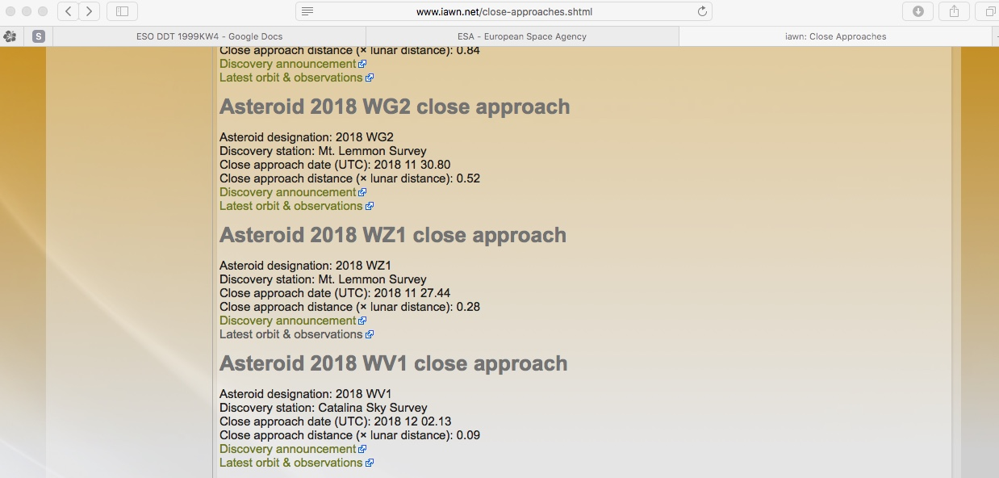 www.iawn.net/close-approaches.shtml
S
ESO DDT 1999KW4 - Google Docs
ESA - European Space Agency
iawn: Close Approaches
Close approach distance (× lunar distance): 0.84
Discovery announcement
Latest orbit & observations
Asteroid 2018 WG2 close approach
Asteroid designation: 2018 WG2
Discovery station: Mt. Lemmon Survey
Close approach date (UTC): 2018 11 30.80
Close approach distance (× lunar distance): 0.52
Discovery announcement
Latest orbit & observations
Asteroid 2018 WZ1 close approach
Asteroid designation: 2018 WZ1
Discovery station: Mt. Lemmon Survey
Close approach date (UTC): 2018 11 27.44
Close approach distance (× lunar distance): 0.28
Discovery announcement
Latest orbit & observations
Asteroid 2018 WV1 close approach
Asteroid designation: 2018 WV1
Discovery station: Catalina Sky Survey
Close approach date (UTC): 2018 12 02.13
Close approach distance (× lunar distance): 0.09
Discovery announcement
Latest orbit & observations